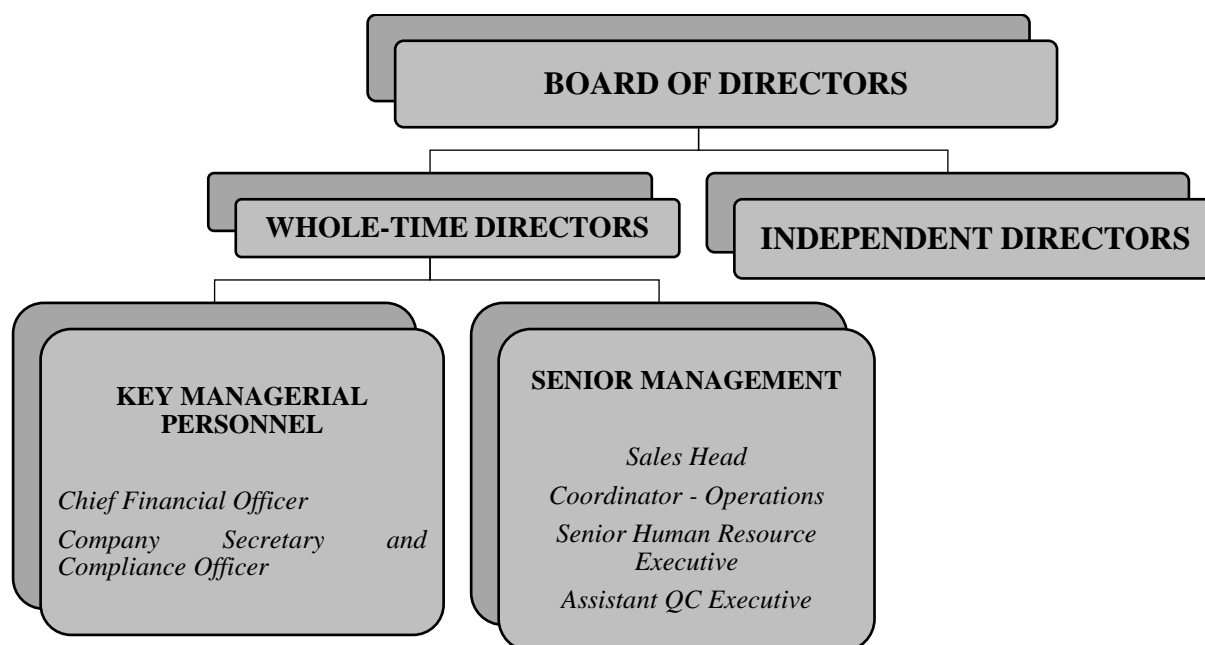 BOARD OF DIRECTORS
WHOLE-TIME DIRECTORS
INDEPENDENT DIRECTORS
KEY MANAGERIAL
PERSONNEL
Chief Financial Officer
Company Secretary and
Compliance Officer
SENIOR MANAGEMENT
Sales Head
Coordinator - Operations
Senior Human Resource
Executive
Assistant QC Executive